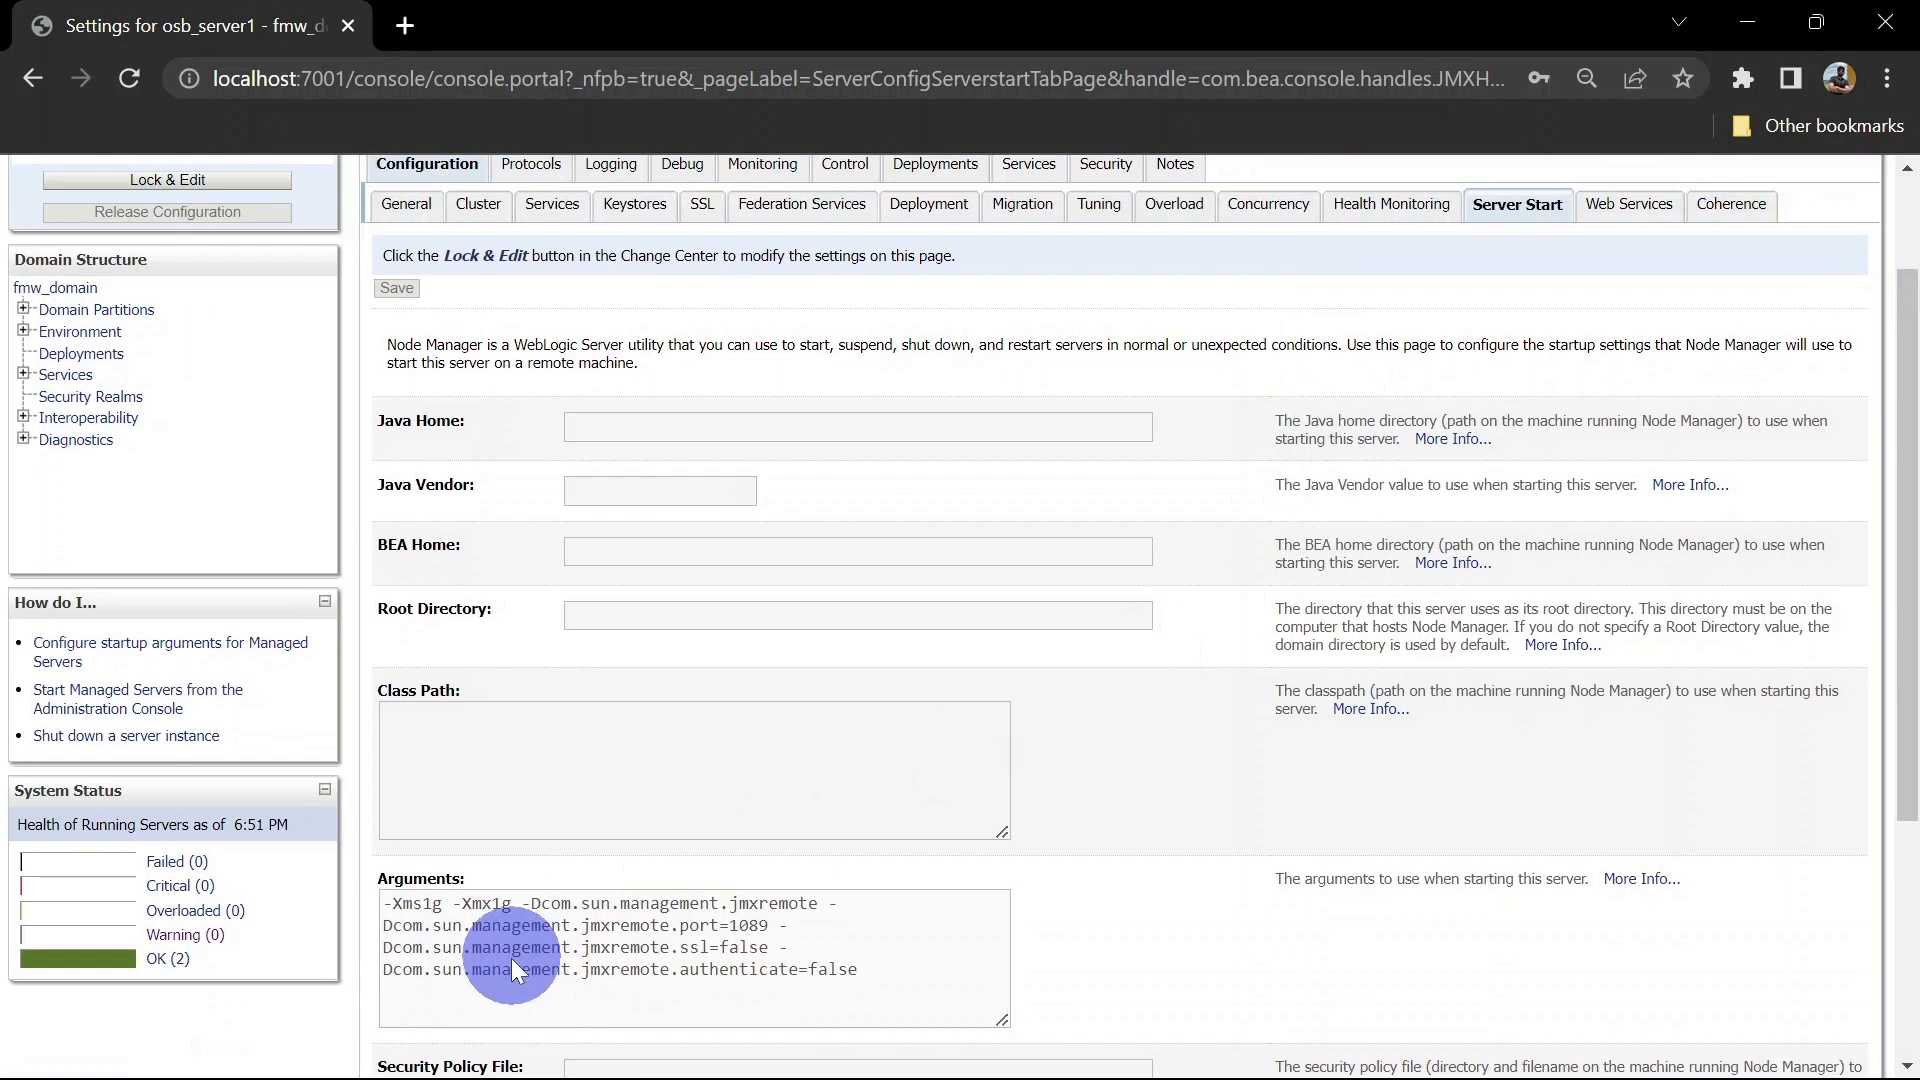 Settings for osb_server1 - fmw_d
localhost:7001/console/console.portal?_nfpb=true&_pageLabel=ServerConfigServerstartTabPage&handle=com.bea.console.handles.JMXH...
Other bookmarks
Lock & Edit
Release Configuration
Domain Structure
fmw_domain
Domain Partitions
Environment
Deployments
Services
Security Realms
Interoperability
Diagnostics
How do I...
Configure startup arguments for Managed
Servers
Start Managed Servers from the
Administration Console
Shut down a server instance
System Status
Health of Running Servers as of 6:51 PM
Failed (0)
Critical (0)
Overloaded (0)
Warning (0)
OK (2)
Configuration Protocols Logging Debug Monitoring Control Deployments Services Security Notes
General Cluster Services Keystores SSL Federation Services Deployment Migration Tuning Overload Concurrency Health Monitoring Server Start Web Services Coherence
Click the Lock & Edit button in the Change Center to modify the settings on this page.
Save
Node Manager is a WebLogic Server utility that you can use to start, suspend, shut down, and restart servers in normal or unexpected conditions. Use this page to configure the startup settings that Node Manager will use to
start this server on a remote machine.
Java Home:
The Java home directory (path on the machine running Node Manager) to use when
starting this server. More Info...
Java Vendor:
The Java Vendor value to use when starting this server. More Info...
BEA Home:
The BEA home directory (path on the machine running Node Manager) to use when
starting this server. More Info...
Root Directory:
The directory that this server uses as its root directory. This directory must be on the
computer that hosts Node Manager. If you do not specify a Root Directory value, the
domain directory is used by default. More Info...
Class Path:
The classpath (path on the machine running Node Manager) to use when starting this
server. More Info...
Arguments:
The arguments to use when starting this server. More Info...
-Xms1g -Xmx1g -Dcom.sun.management.jmxremote -
Dcom.sun.management.jmxremote.port=1089 -
Dcom.sun.management.jmxremote.ssl=false -
Dcom.sun.management.jmxremote.authenticate=false
Security Policy File:
The security policy file (directory and filename on the machine running Node Manager) to